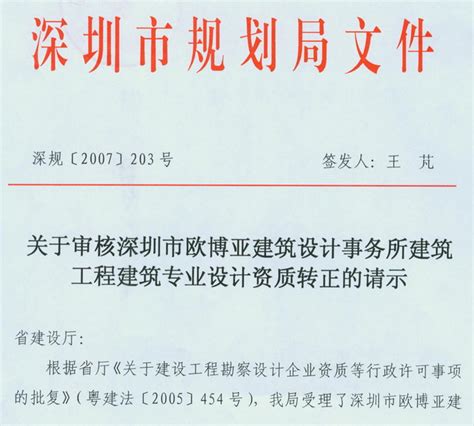 深圳市规划局文件
深规〔2007〕203号 签发人：王芃
关于审核深圳市欧博亚建筑设计事务所建筑
工程建筑专业设计资质转正的请示
省建设厅：
根据省厅《关于建设工程勘察设计企业资质等行政许可事项
的批复》（粤建法〔2005〕454号），我局受理了深圳市欧博亚建